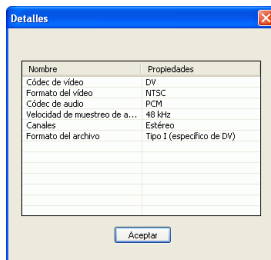 Detalles
Nombre Propiedades
Códec de vídeo DV
Formato del vídeo NTSC
Códec de audio PCM
Velocidad de muestreo de a... 48 kHz
Canales Estéreo
Formato del archivo Tipo I (específico de DV)
Aceptar